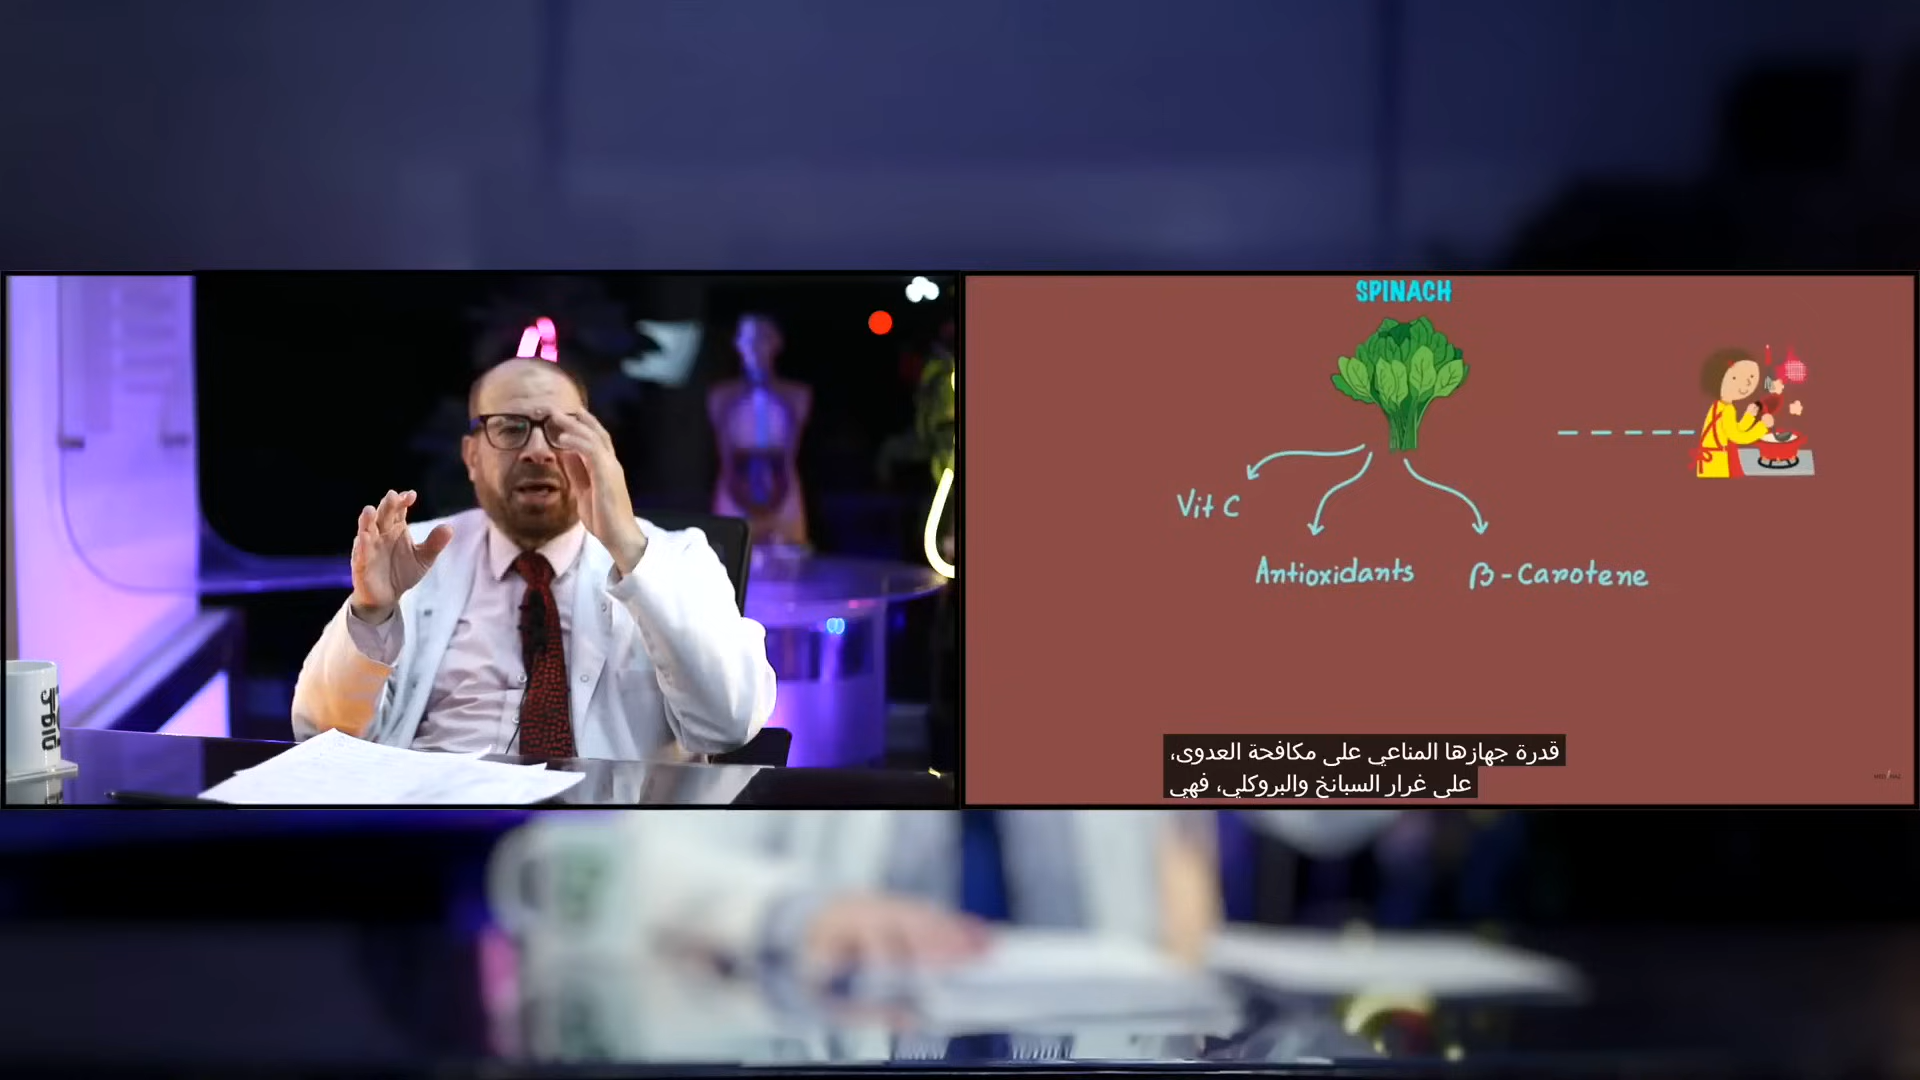 SPINACH
Vit C
Antioxidants
β-Carotene
قدرة جهازها المناعي على مكافحة العدوى،
على غرار السبانخ والبروكلي، فهي